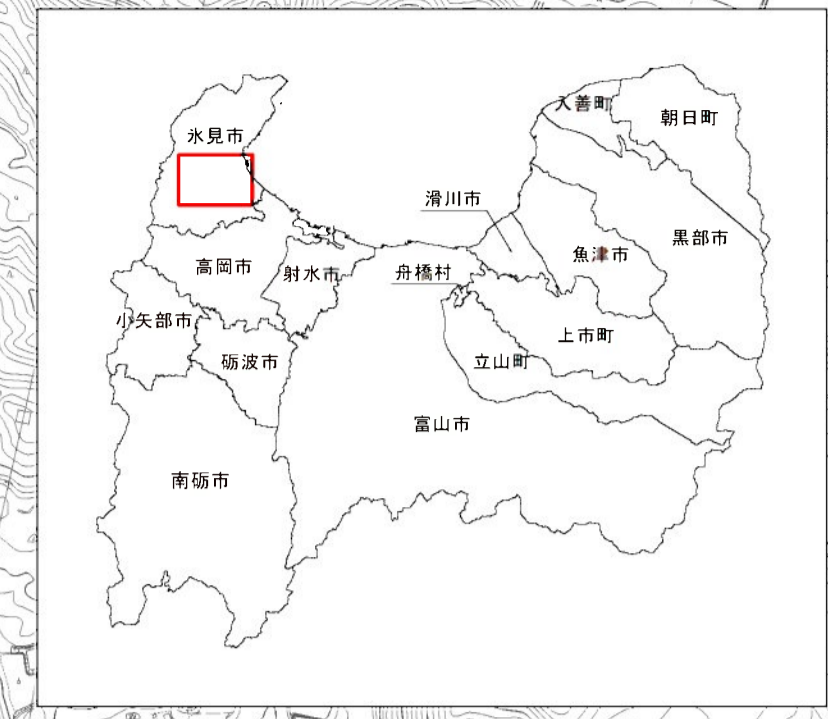 入善町
朝日町
氷見市
滑川市
黒部市
魚津市
高岡市
射水市
舟橋村
小矢部市
上市町
砺波市
立山町
富山市
南砺市